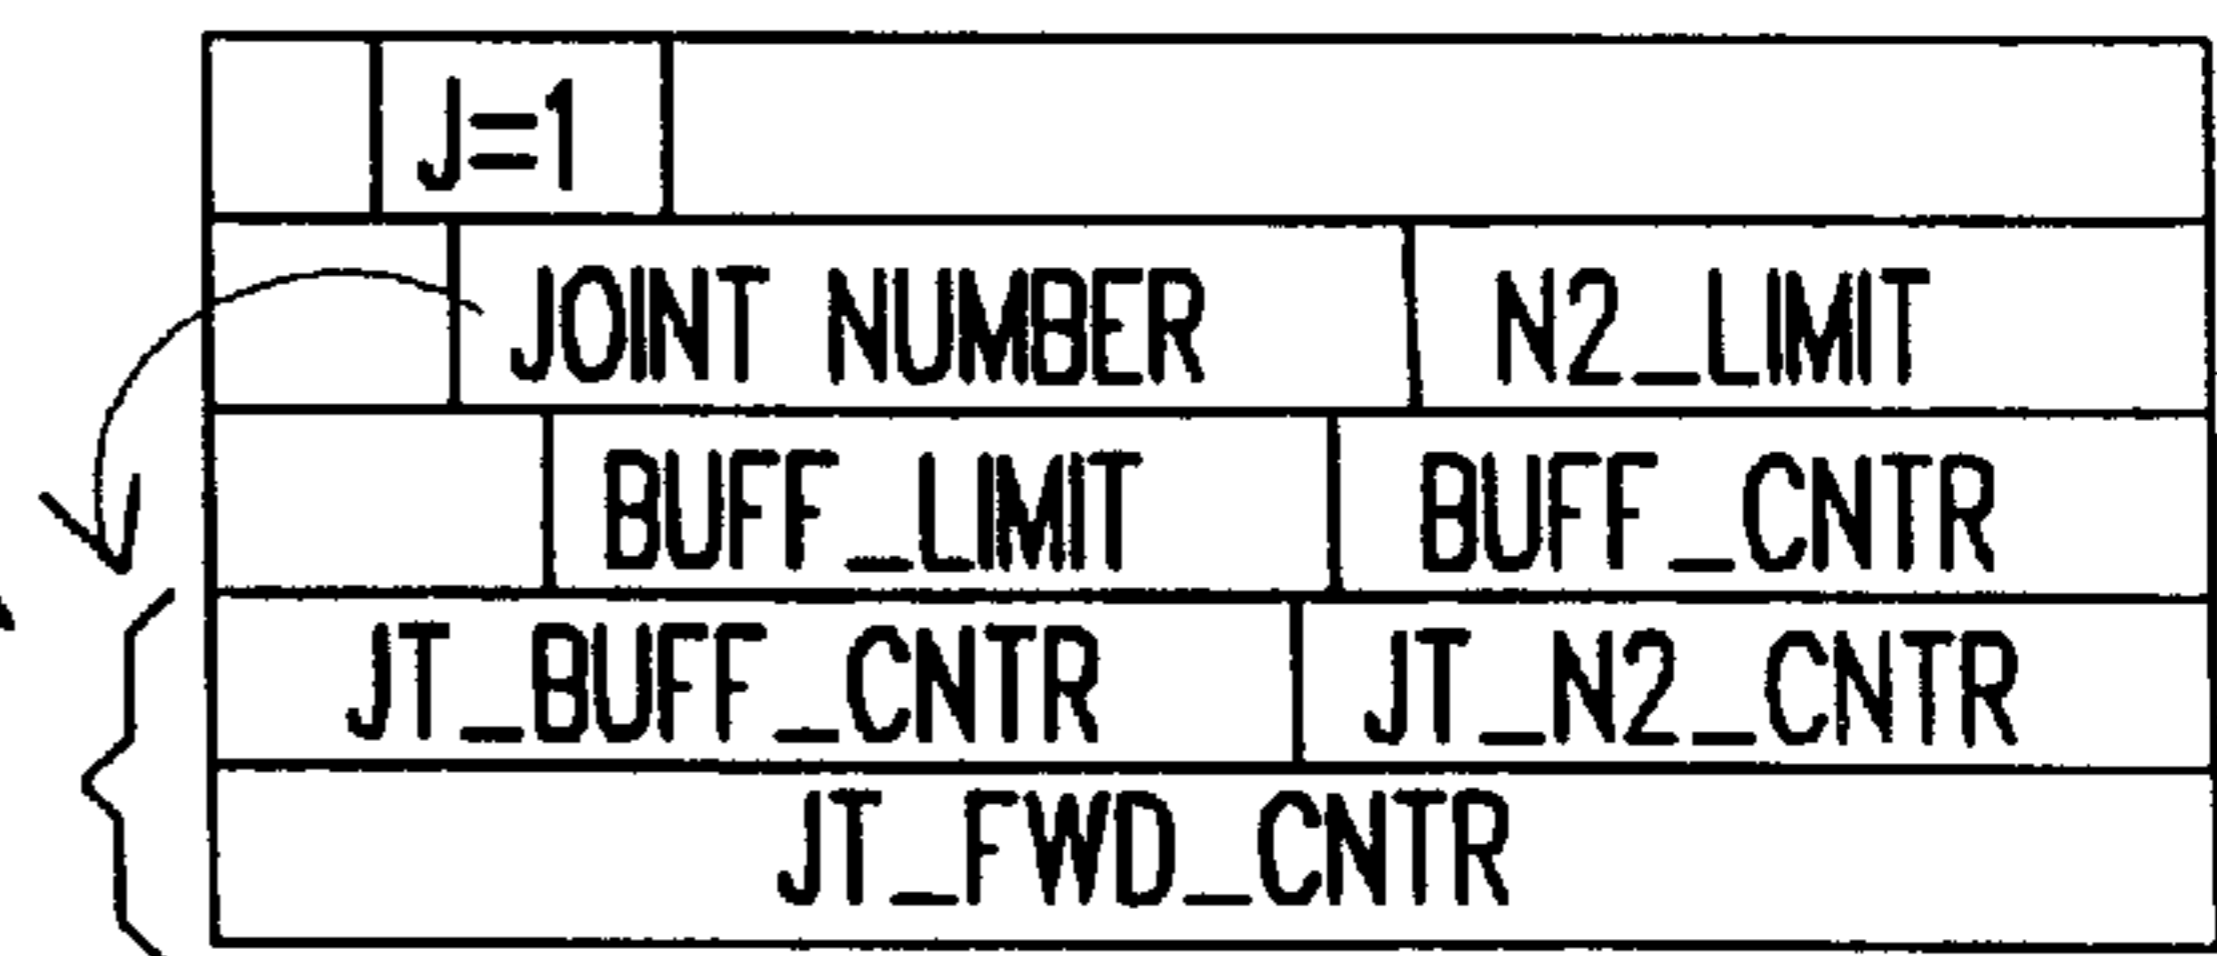 J=1
JOINT NUMBER N2_LIMIT
BUFF_LIMIT BUFF_CNTR
JT_BUFF_CNTR JT_N2_CNTR
JT_FWD_CNTR